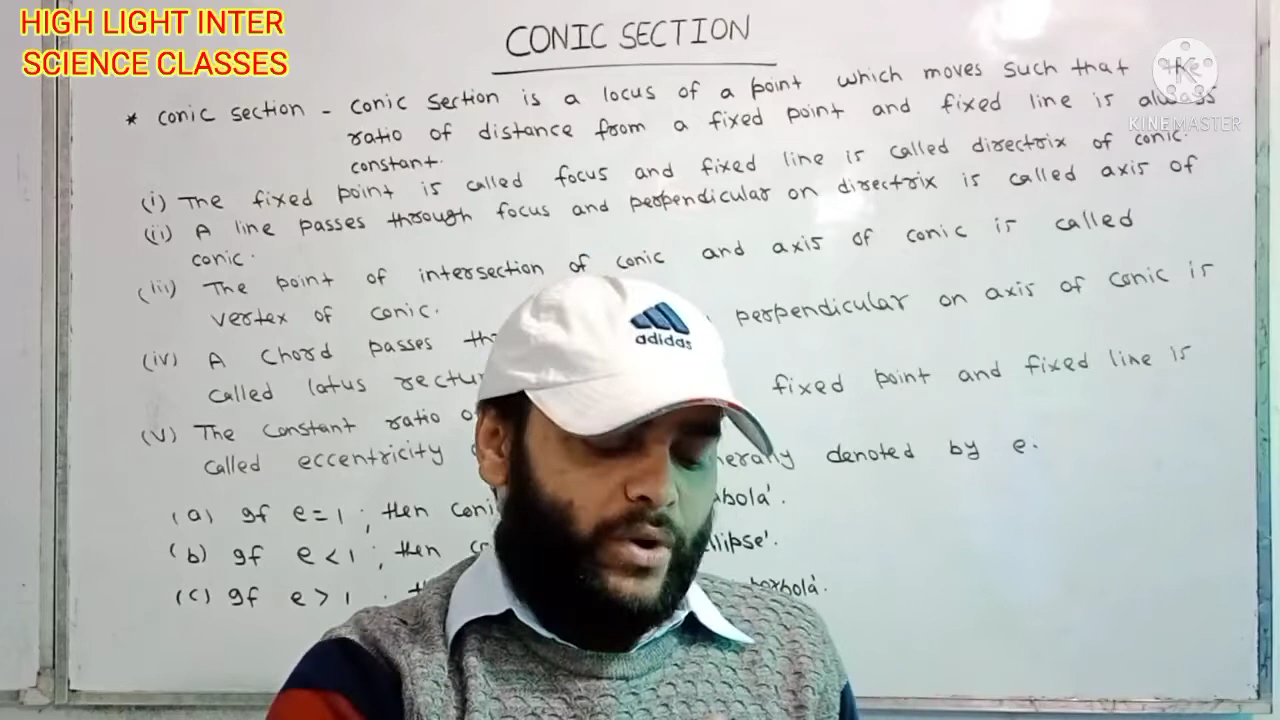 HIGH LIGHT INTER
SCIENCE CLASSES
CONIC SECTION
KINEMASTER
* conic section - Conic Section is a locus of a point which moves such that the
ratio of distance from a fixed point and fixed line is always
constant.
(i) The fixed point is called focus and fixed line is called directrix of conic.
(ii) A line passes through focus and perpendicular on directrix is called axis of
conic.
(iii) The point of intersection of conic and axis of conic is called
vertex of conic.
(iv) A Chord passes perpendicular on axis of conic is
called latus
(v) The constant ratio fixed point and fixed line is
called eccentricity denoted by e.
(a) If e = 1 ; then
(b) If e < 1 ; then
(c) If e > 1
adidas